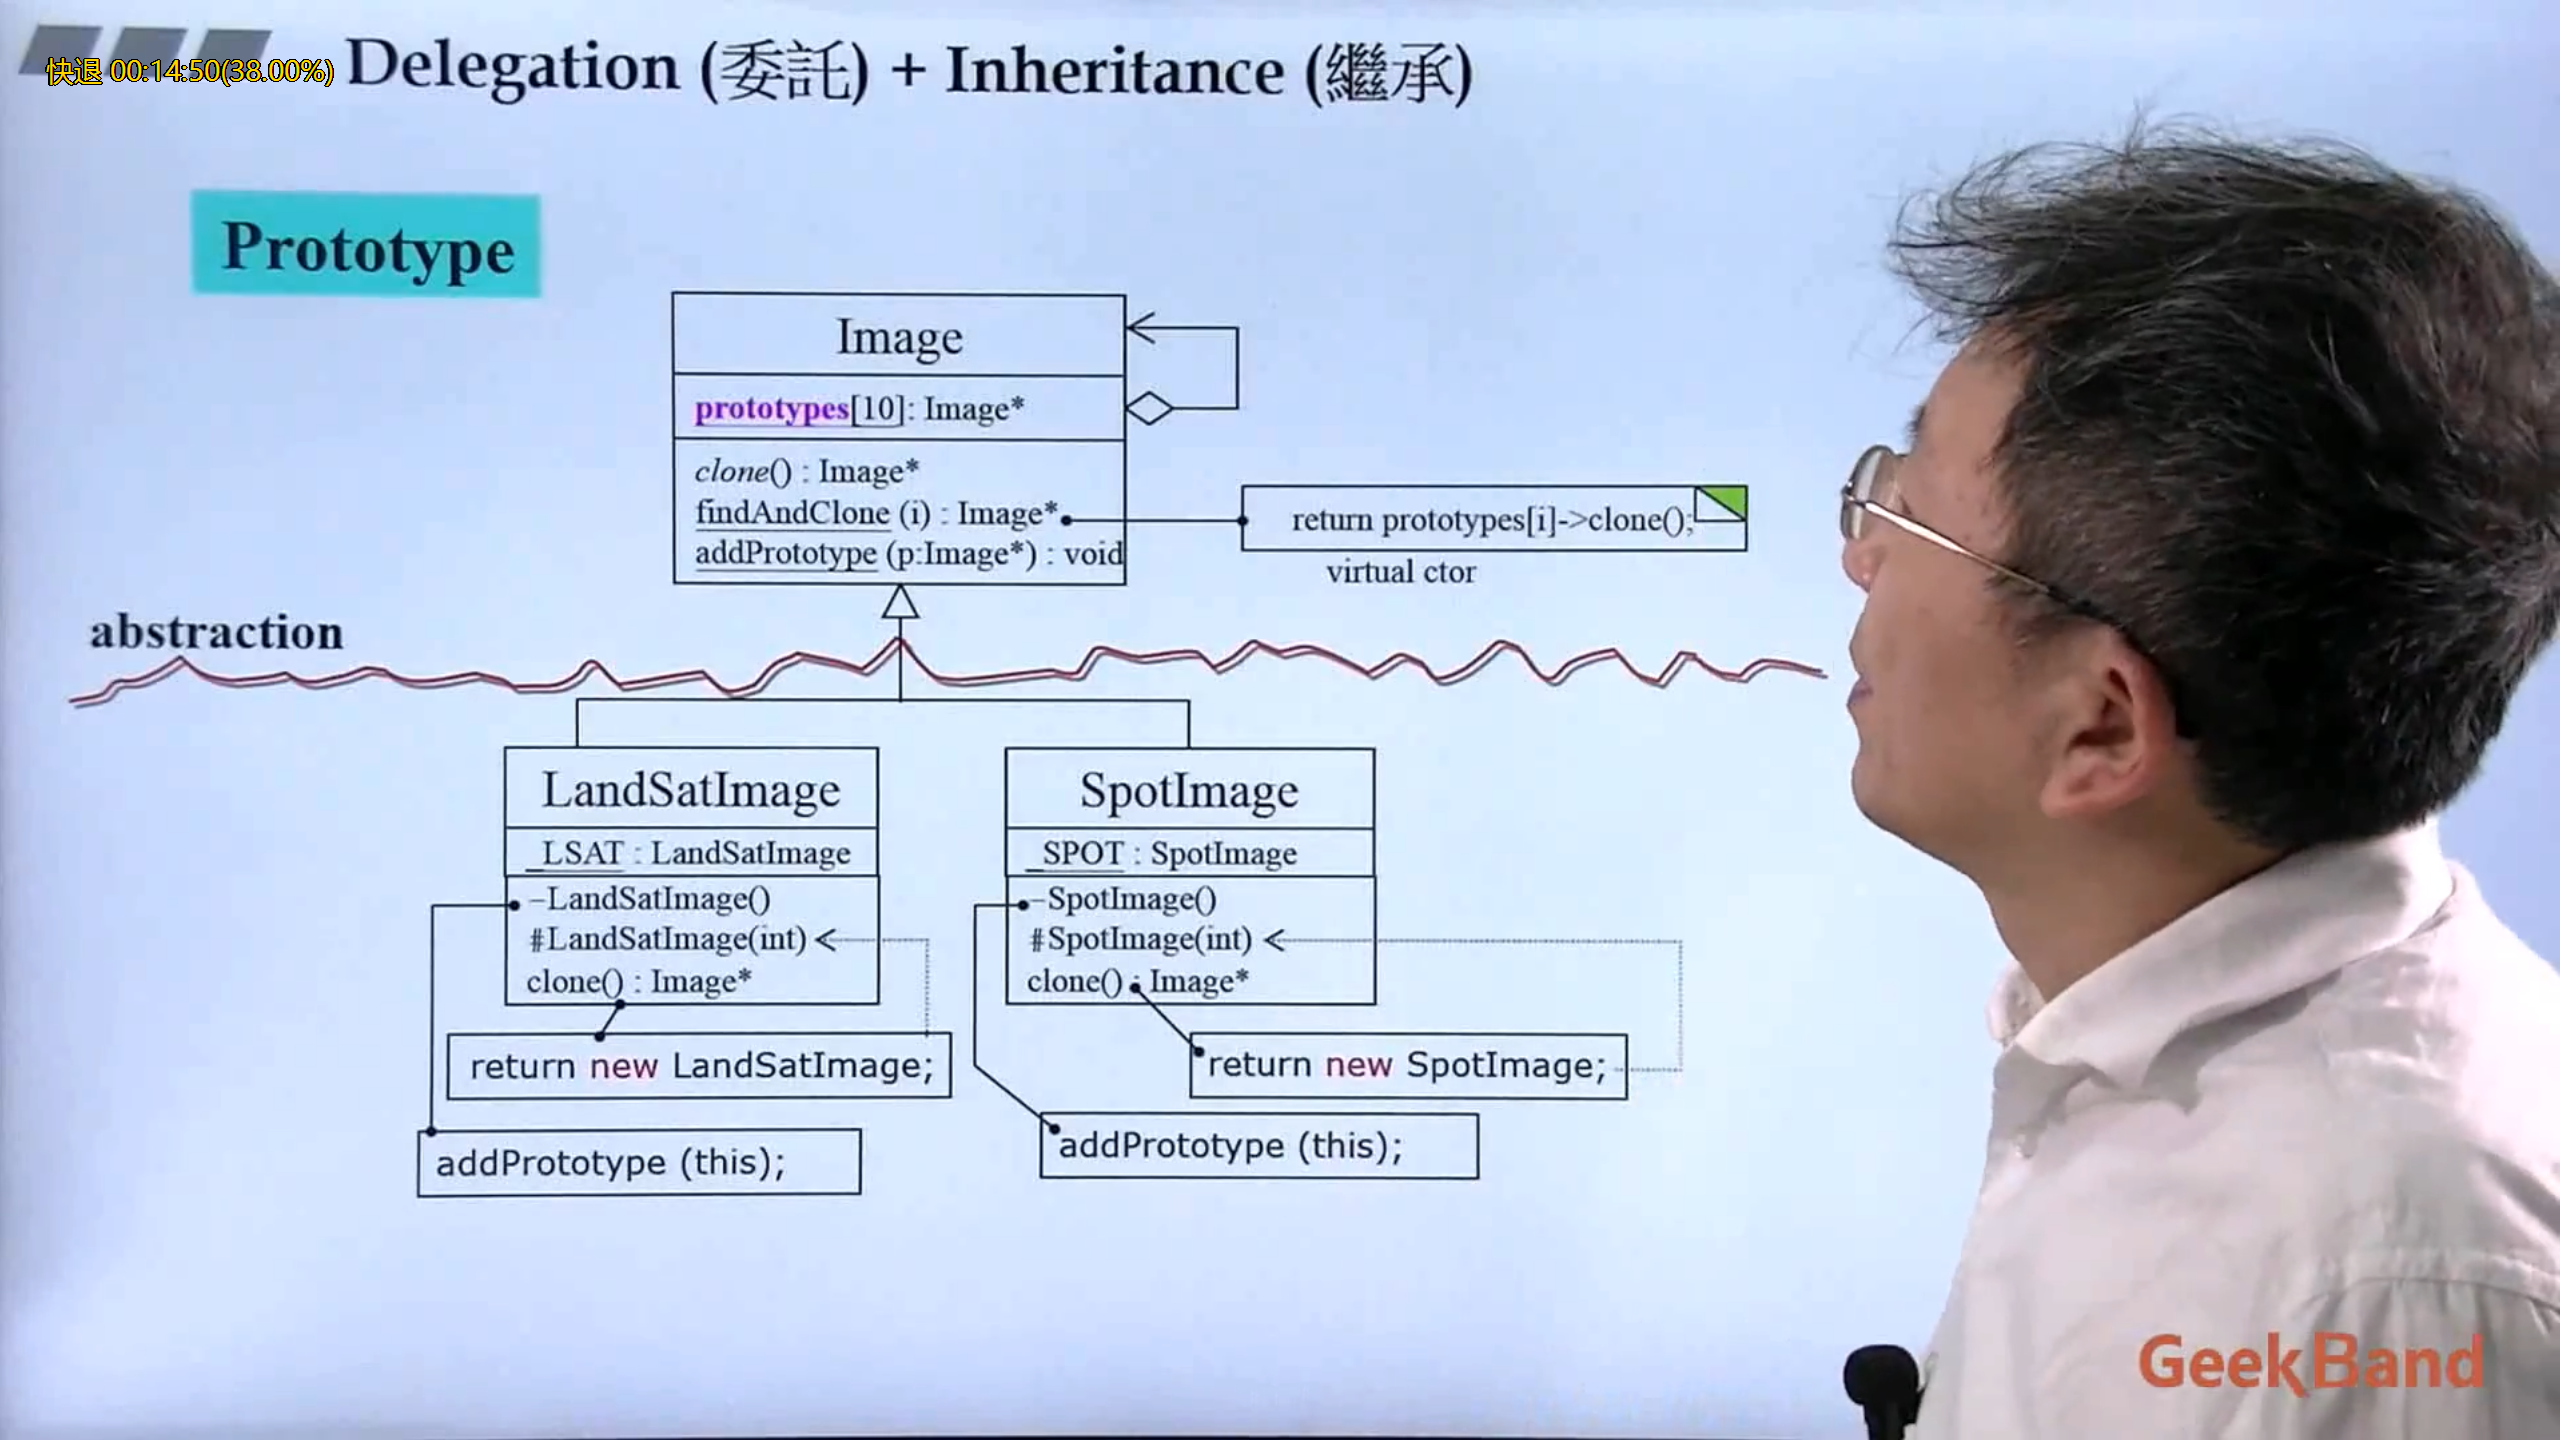 Delegation (委託) + Inheritance (繼承)
快退 00:14:50(38.00%)
Prototype
Image
prototypes[10]: Image*
clone() : Image*
findAndClone (i) : Image*
addPrototype (p:Image*) : void
return prototypes[i]->clone();
virtual ctor
abstraction
LandSatImage
_LSAT : LandSatImage
–LandSatImage()
#LandSatImage(int)
clone() : Image*
return new LandSatImage;
addPrototype (this);
SpotImage
_SPOT : SpotImage
–SpotImage()
#SpotImage(int)
clone() : Image*
return new SpotImage;
addPrototype (this);
GeekBand